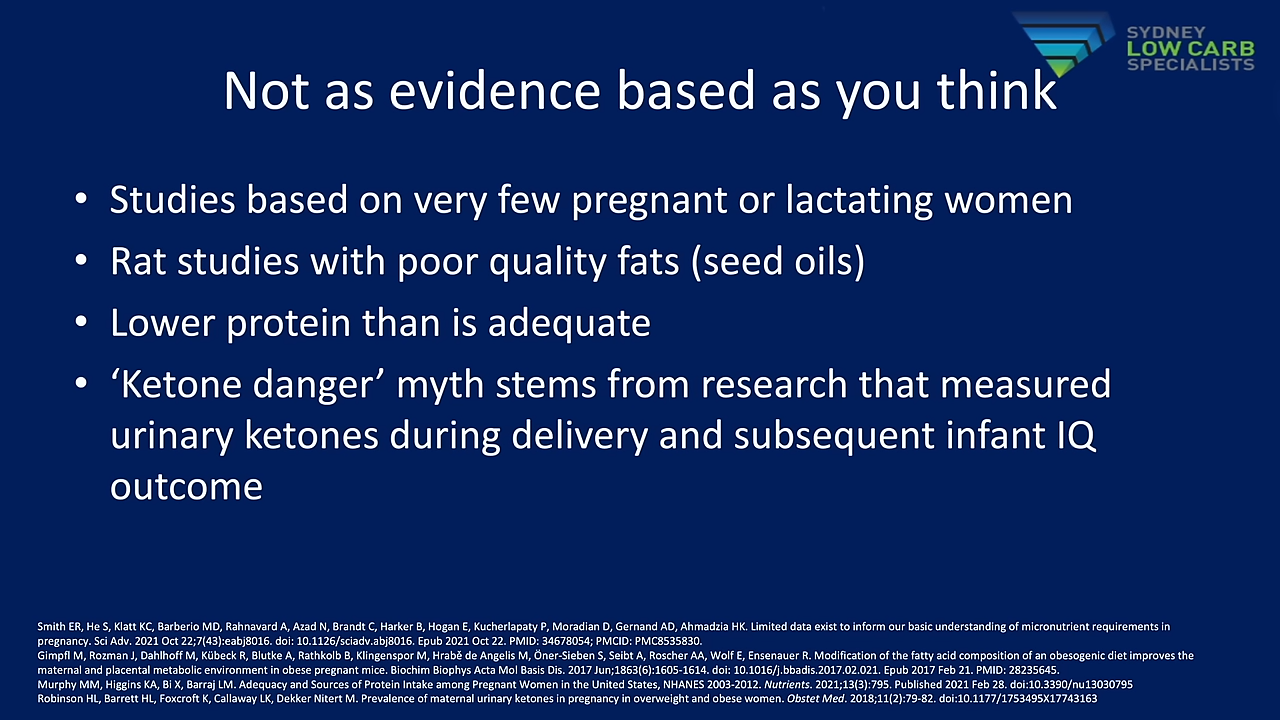 SYDNEY
LOW CARB
SPECIALISTS
Not as evidence based as you think
• Studies based on very few pregnant or lactating women
• Rat studies with poor quality fats (seed oils)
• Lower protein than is adequate
• ‘Ketone danger’ myth stems from research that measured
urinary ketones during delivery and subsequent infant IQ
outcome
Smith ER, He S, Klatt KC, Barberio MD, Rahnavard A, Azad N, Brandt C, Harker B, Hogan E, Kucherlapaty P, Moradian D, Gernand AD, Ahmadzia HK. Limited data exist to inform our basic understanding of micronutrient requirements in
pregnancy. Sci Adv. 2021 Oct 22;7(43):eabj8016. doi: 10.1126/sciadv.abj8016. Epub 2021 Oct 22. PMID: 34678054; PMCID: PMC8535830.
Gimpfl M, Rozman J, Dahlhoff M, Kübeck R, Blutke A, Rathkolb B, Klingenspor M, Hrabě de Angelis M, Öner-Sieben S, Seibt A, Roscher AA, Wolf E, Ensenauer R. Modification of the fatty acid composition of an obesogenic diet improves the
maternal and placental metabolic environment in obese pregnant mice. Biochim Biophys Acta Mol Basis Dis. 2017 Jun;1863(6):1605-1614. doi: 10.1016/j.bbadis.2017.02.021. Epub 2017 Feb 21. PMID: 28235645.
Murphy MM, Higgins KA, Bi X, Barraj LM. Adequacy and Sources of Protein Intake among Pregnant Women in the United States, NHANES 2003-2012. Nutrients. 2021;13(3):795. Published 2021 Feb 28. doi:10.3390/nu13030795
Robinson HL, Barrett HL, Foxcroft K, Callaway LK, Dekker Nitert M. Prevalence of maternal urinary ketones in pregnancy in overweight and obese women. Obstet Med. 2018;11(2):79-82. doi:10.1177/1753495X17743163